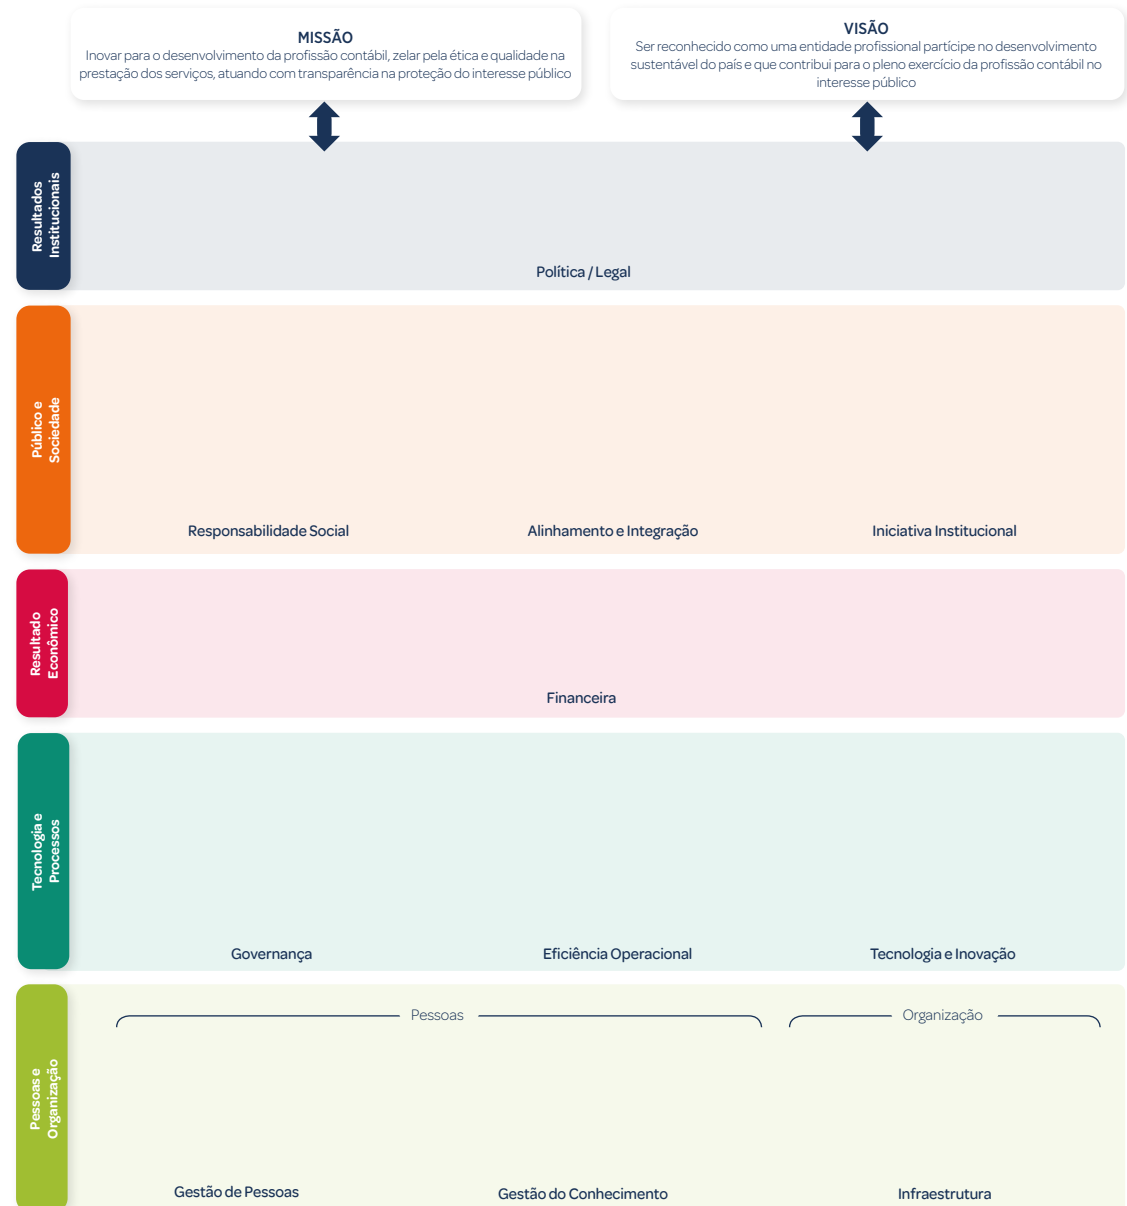 MISSÃO
Inovar para o desenvolvimento da profissão contábil, zelar pela ética e qualidade na
prestação dos serviços, atuando com transparência na proteção do interesse público
VISÃO
Ser reconhecido como uma entidade profissional partícipe no desenvolvimento
sustentável do país e que contribui para o pleno exercício da profissão contábil no
interesse público
Resultados
Institucionais
Política / Legal
Público e
Sociedade
Responsabilidade Social
Alinhamento e Integração
Iniciativa Institucional
Resultado
Econômico
Financeira
Tecnologia e
Processos
Governança
Eficiência Operacional
Tecnologia e Inovação
Pessoas e
Organização
Pessoas
Organização
Gestão de Pessoas
Gestão do Conhecimento
Infraestrutura